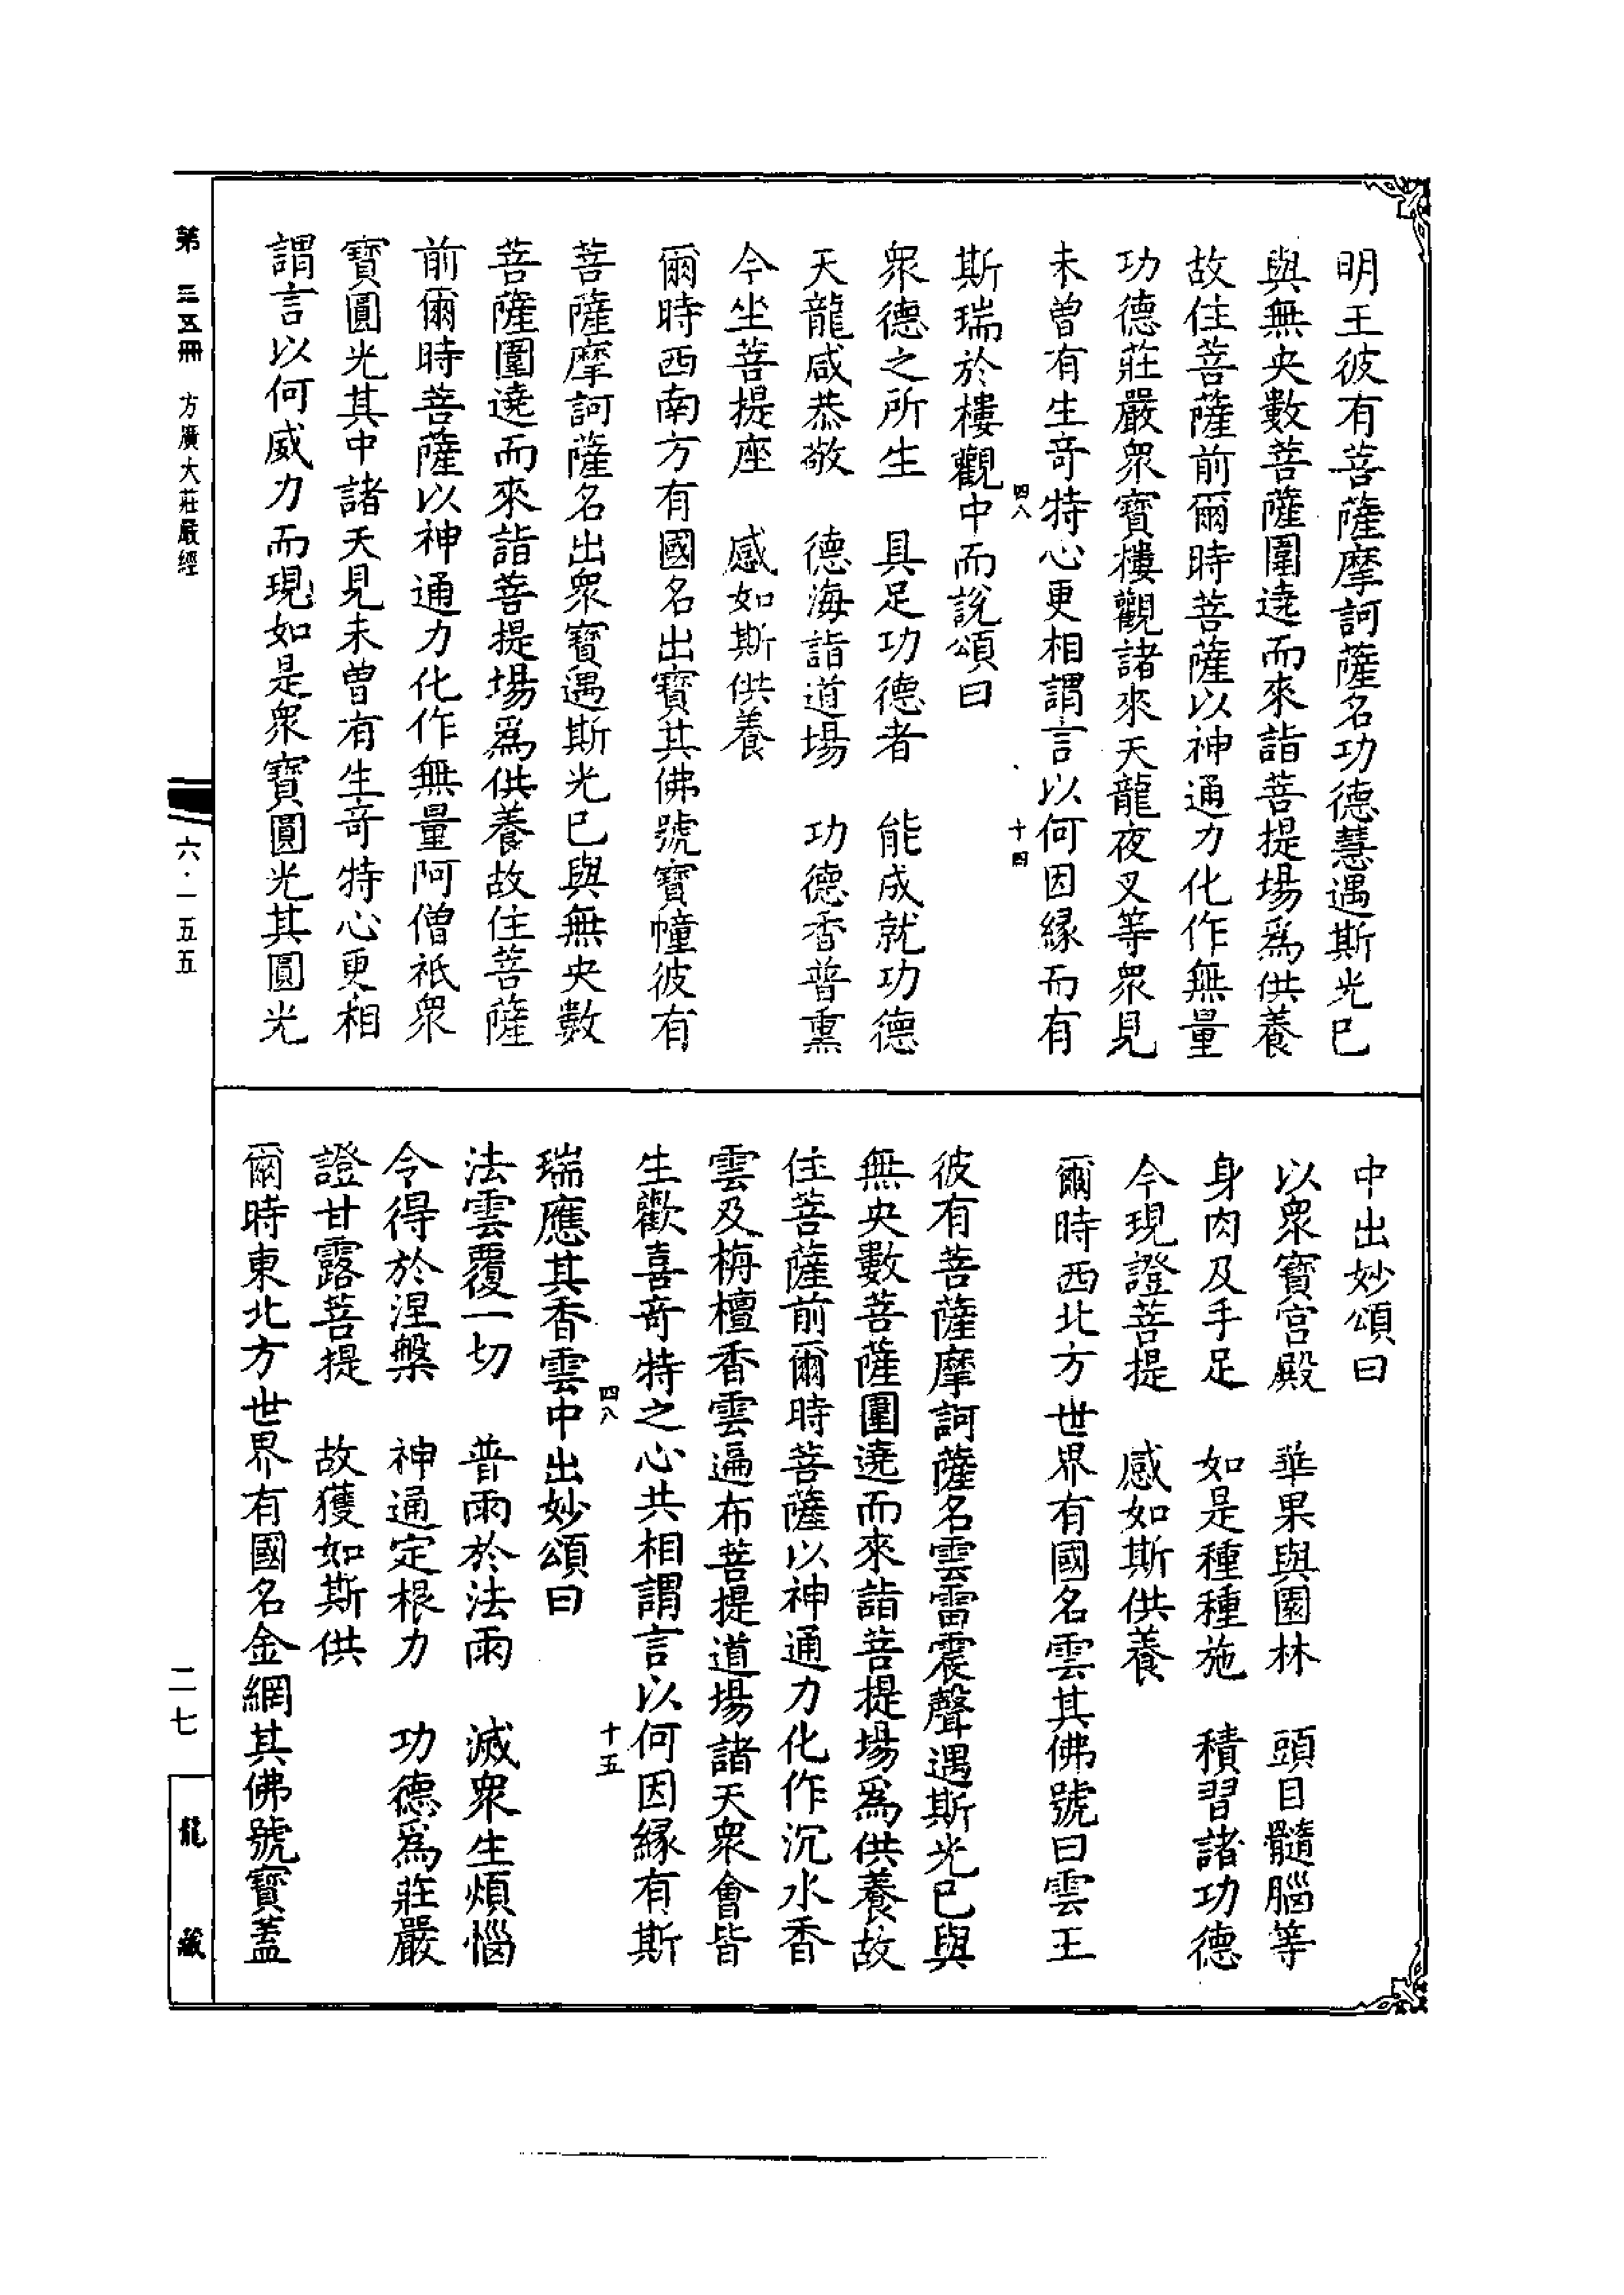 明王彼有菩薩摩訶薩名功德慧遇斯光已
與無央數菩薩圍遶而來詣菩提場爲供養
故住菩薩前爾時菩薩以神通力化作無量
功德莊嚴衆寶樓觀諸來天龍夜叉等衆見
未曾有生奇特心更相謂言以何因緣而有
四八
十四
斯瑞於樓觀中而說頌曰
衆德之所生　具足功德者　能成就功德
天龍咸恭敬　德海詣道場　功德香普熏
今坐菩提座　感如斯供養
爾時西南方有國名出寶其佛號寶幢彼有
菩薩摩訶薩名出衆寶遇斯光已與無央數
菩薩圍遶而來詣菩提場爲供養故住菩薩
前爾時菩薩以神通力化作無量阿僧祇衆
寶圓光其中諸天見未曾有生奇特心更相
謂言以何威力而現如是衆寶圓光其圓光
中出妙頌曰
以衆寶宮殿　華果與園林　頭目髓腦等
身肉及手足　如是種種施　積習諸功德
今現證菩提　感如斯供養
爾時西北方世界有國名雲其佛號曰雲王
彼有菩薩摩訶薩名雲雷震聲遇斯光已與
無央數菩薩圍遶而來詣菩提場爲供養故
住菩薩前爾時菩薩以神通力化作沉水香
雲及栴檀香雲遍布菩提道場諸天衆會皆
生歡喜奇特之心共相謂言以何因緣有斯
四八
十五
瑞應其香雲中出妙頌曰
法雲覆一切　普雨於法雨　滅衆生煩惱
令得於涅槃　神通定根力　功德爲莊嚴
證甘露菩提　故獲如斯供
爾時東北方世界有國名金網其佛號寶蓋
第三五冊　方廣大莊嚴經
六·一五五
二七
龍藏